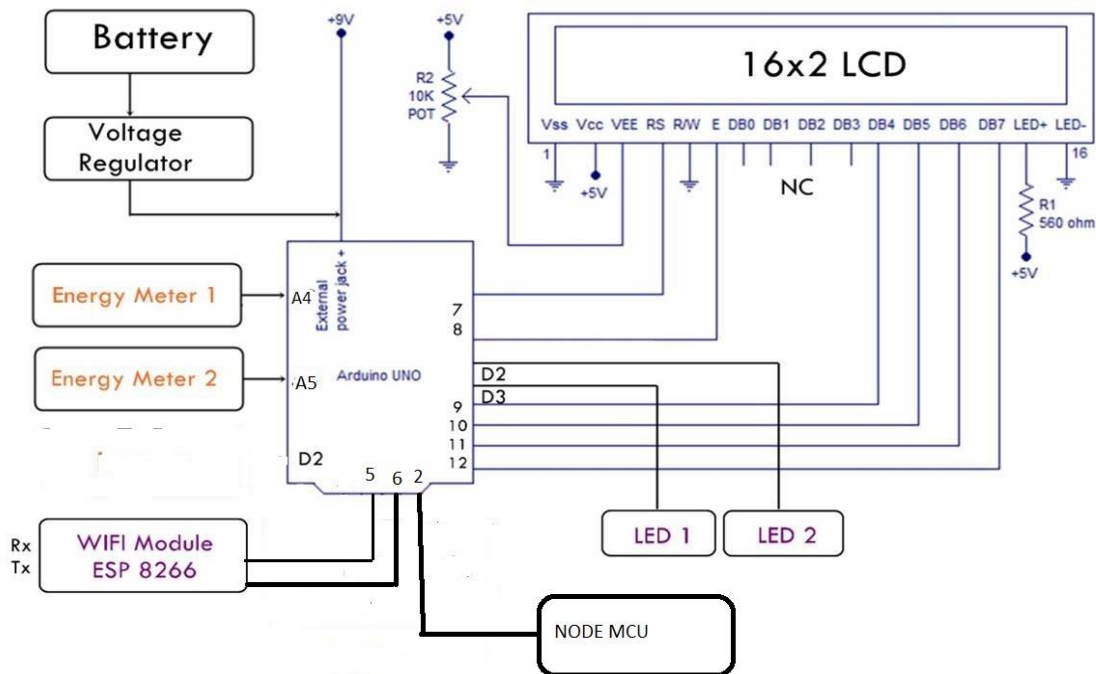 Battery
Voltage
Regulator
+9V
+5V
R2
10K
POT
16x2 LCD
Vss Vcc VEE RS R/W E DB0 DB1 DB2 DB3 DB4 DB5 DB6 DB7 LED+ LED-
1
16
+5V
NC
R1
560 ohm
+5V
Energy Meter 1
A4
External
power jack +
7
8
Energy Meter 2
A5
Arduino UNO
D2
D3
9
10
11
12
D2
5 6 2
Rx
Tx
WIFI Module
ESP 8266
LED 1
LED 2
NODE MCU